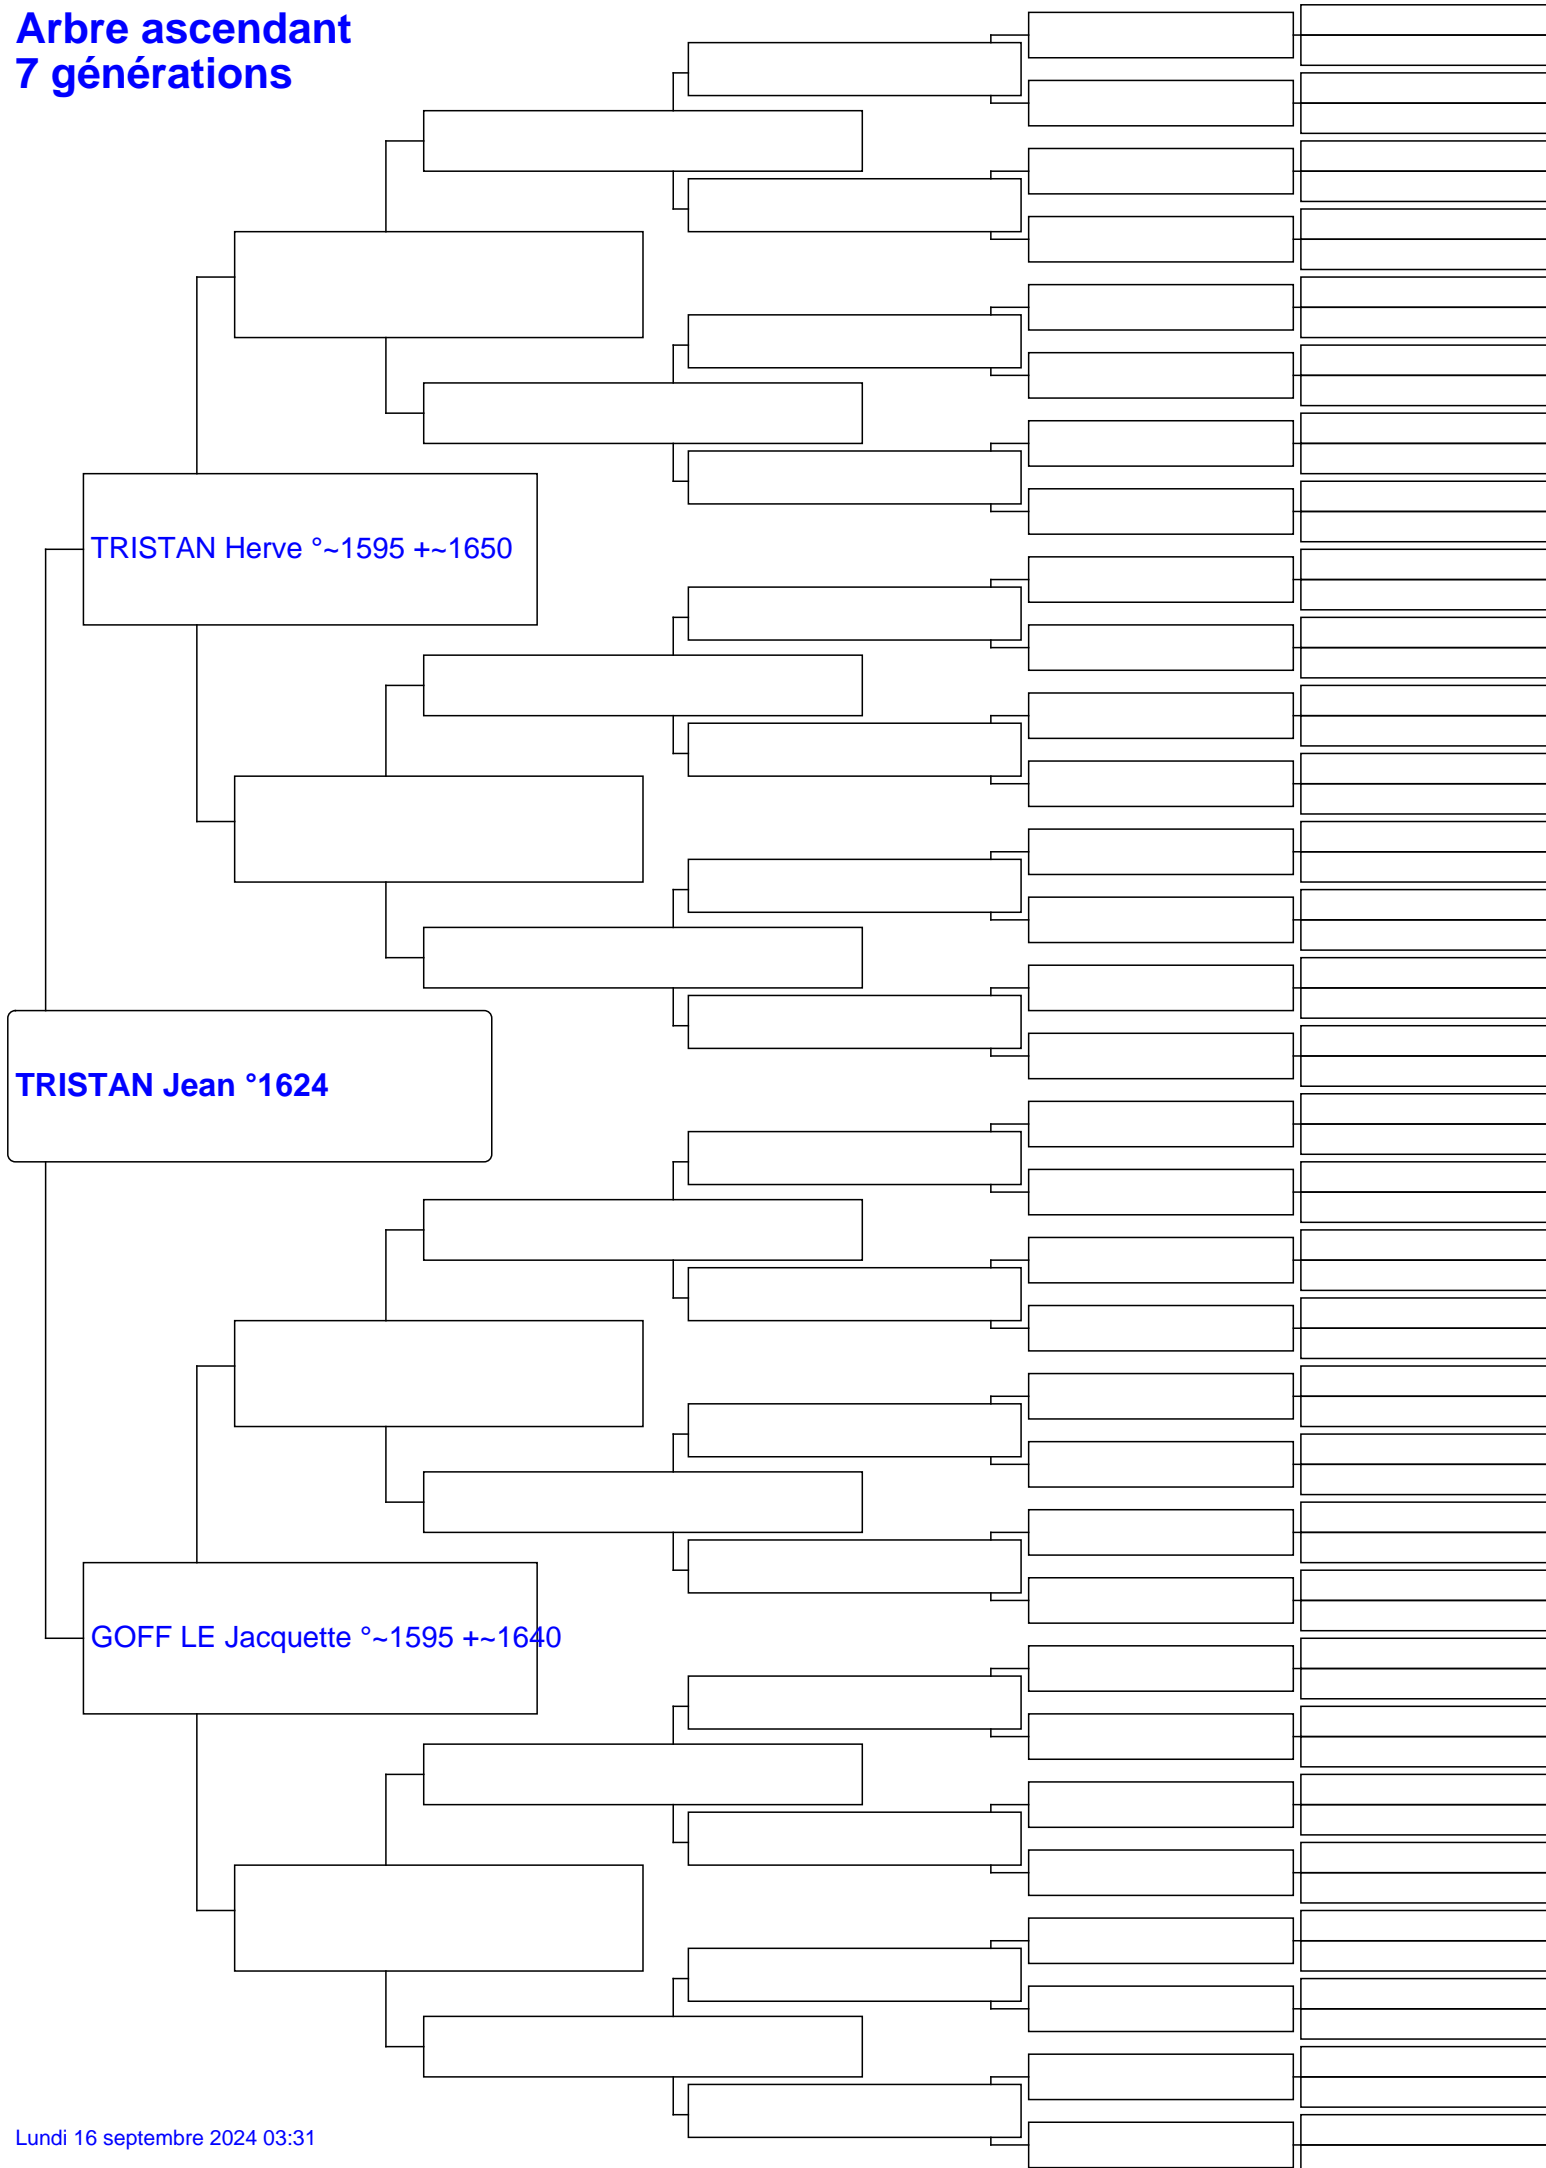 Arbre ascendant
7 générations
TRISTAN Herve °~1595 +~1650
TRISTAN Jean °1624
GOFF LE Jacquette °~1595 +~1640
Lundi 16 septembre 2024 03:31